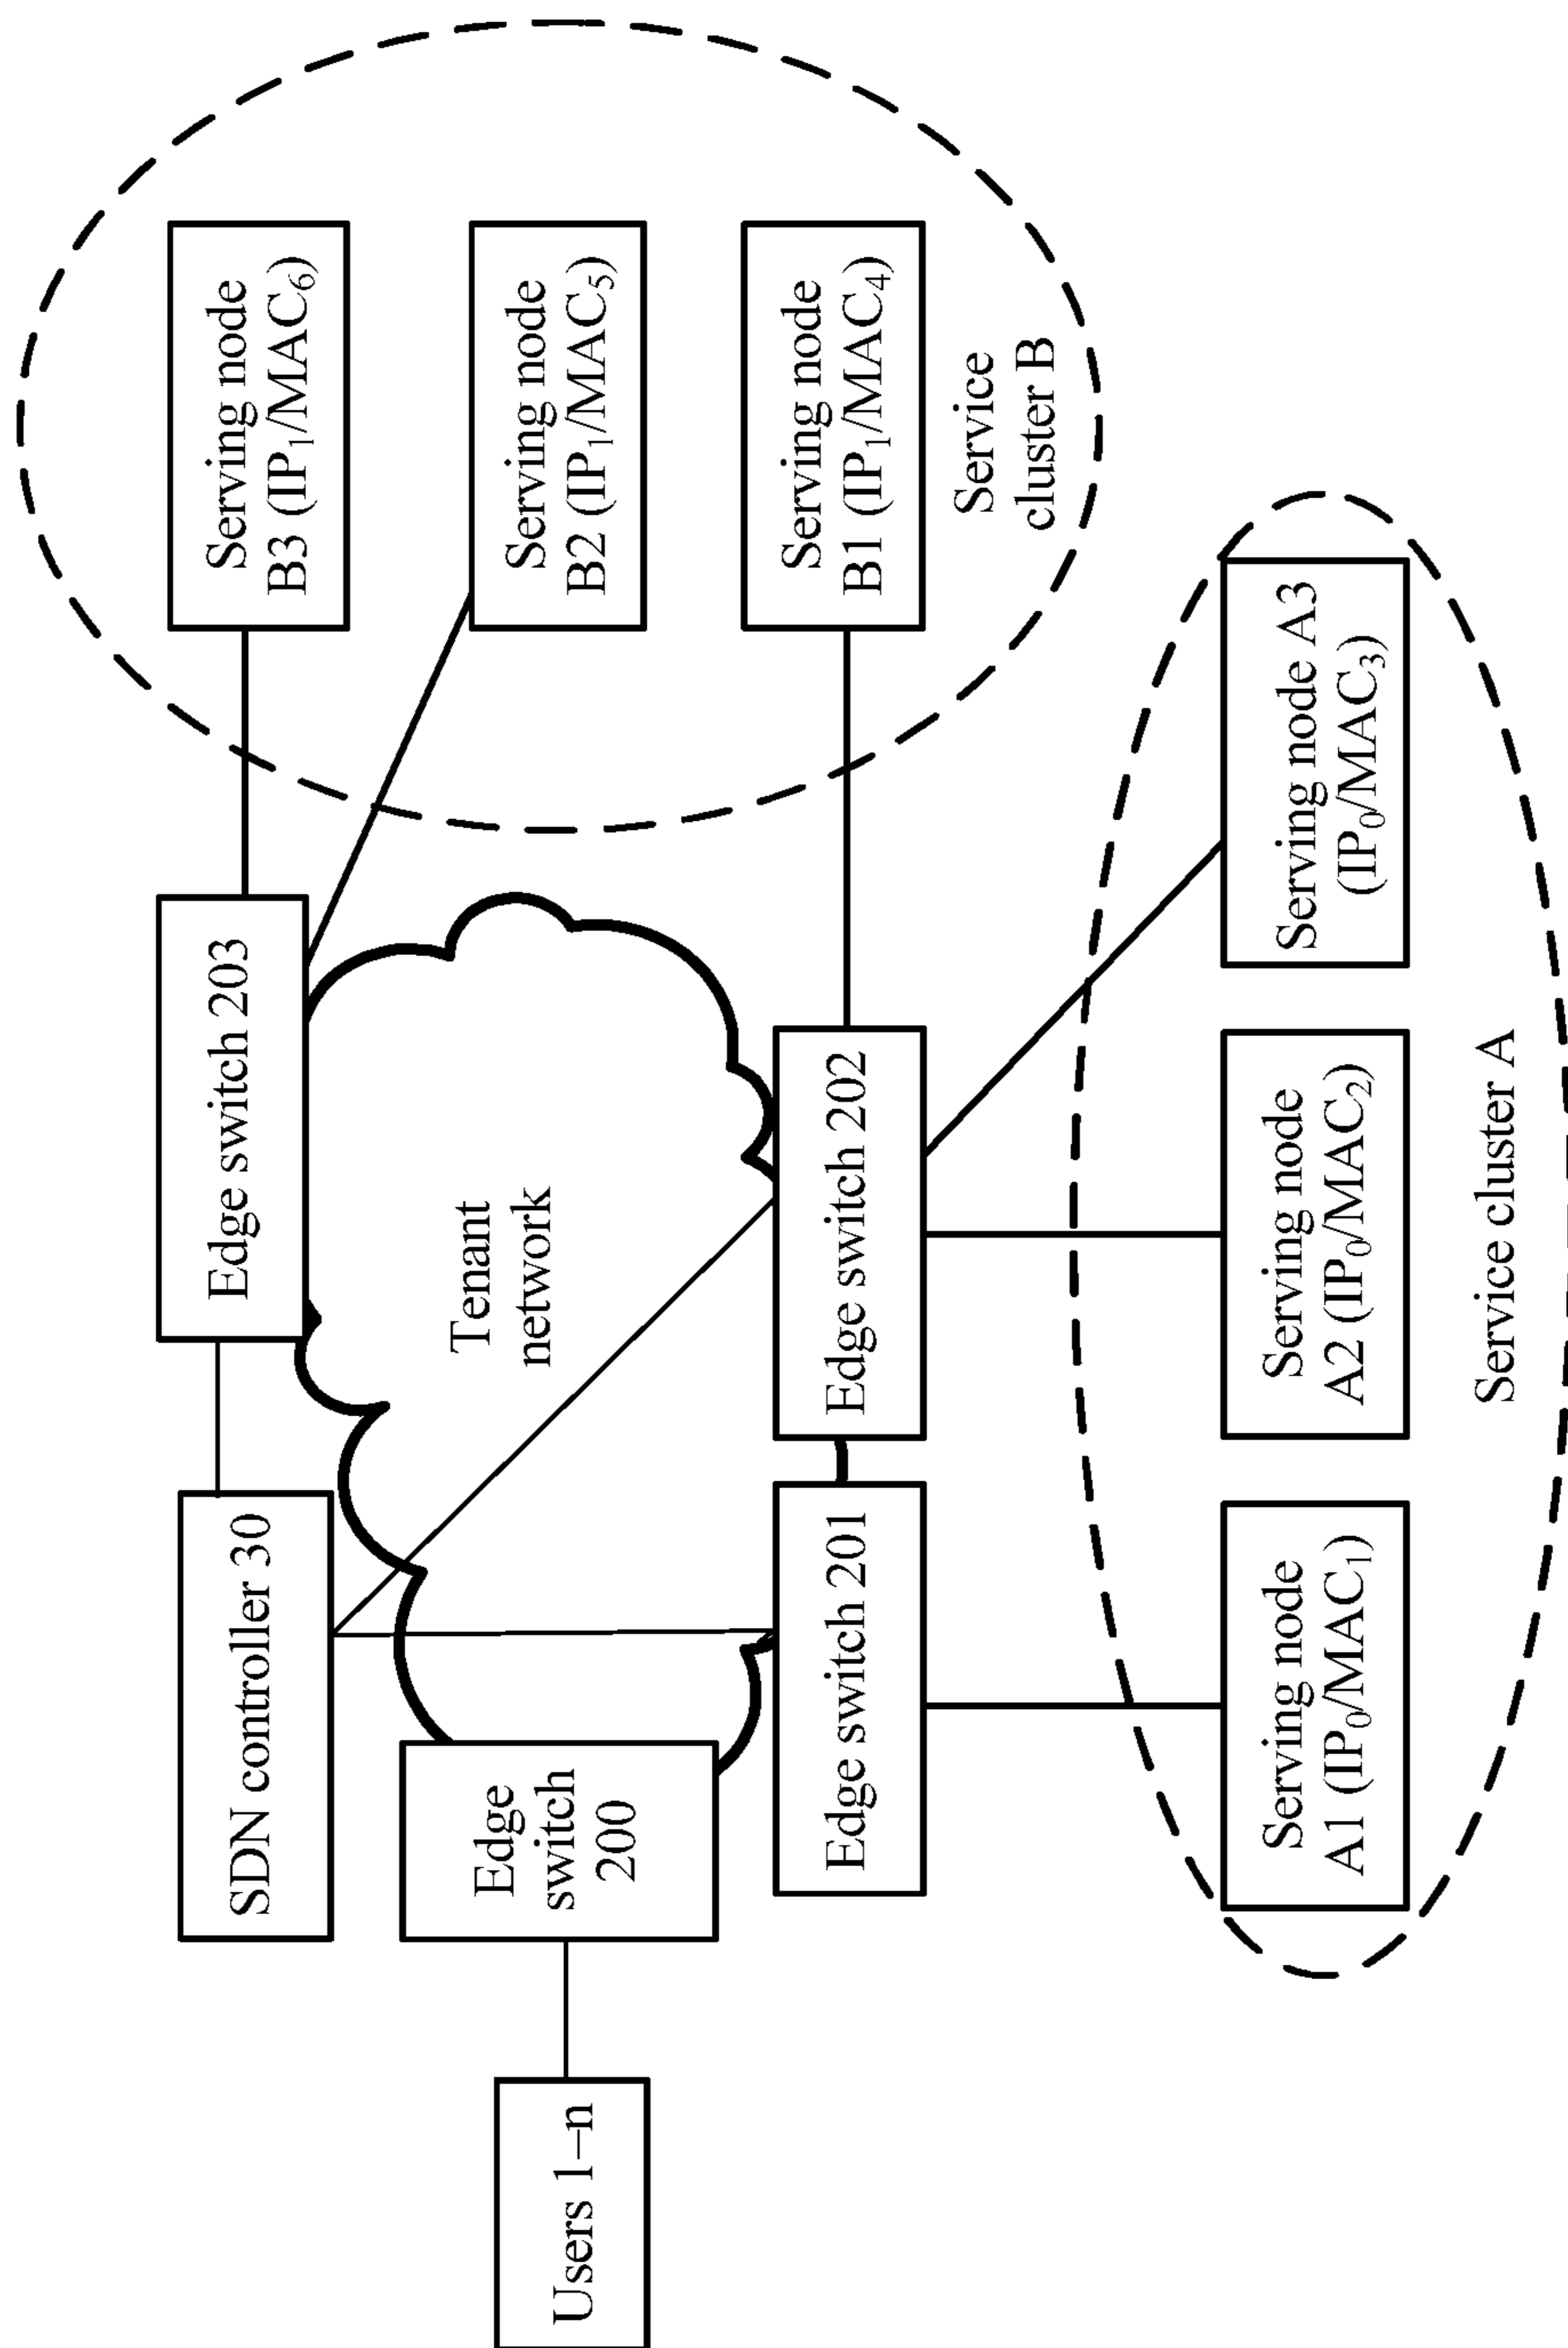 SDN controller 30
Edge switch 203
Serving node
B3 (IP₁/MAC₆)
Serving node
B2 (IP₁/MAC₅)
Serving node
B1 (IP₁/MAC₄)
Service
cluster B
Tenant
network
Users 1–n
Edge
switch
200
Edge switch 201
Edge switch 202
Serving node
A1 (IP₀/MAC₁)
Serving node
A2 (IP₀/MAC₂)
Serving node A3
(IP₀/MAC₃)
Service cluster A